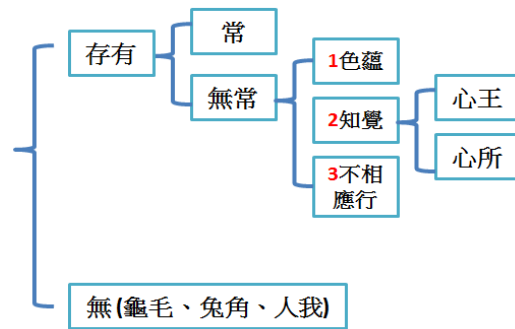 存有
常
無常
1色蘊
2知覺
3不相
應行
心王
心所
無(龜毛、兔角、人我)